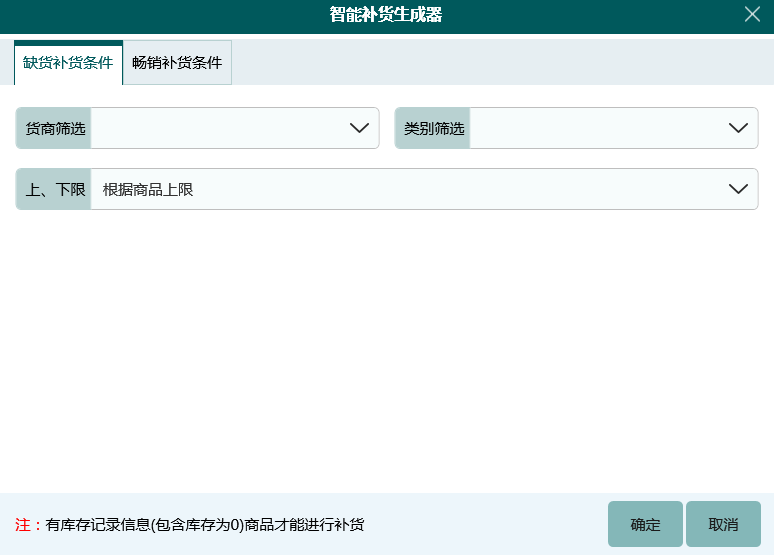 智能补货生成器
缺货补货条件 畅销补货条件
货商筛选 类别筛选
上、下限 根据商品上限
注：有库存记录信息(包含库存为0)商品才能进行补货 确定 取消